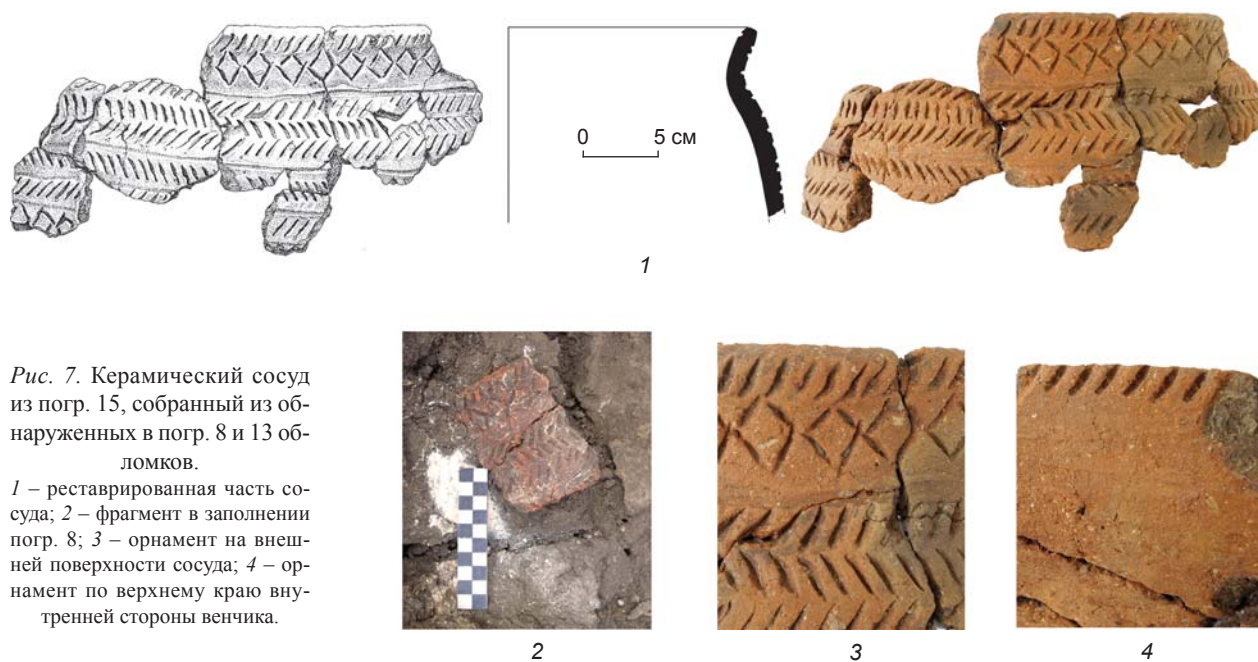 0 5 см
1
Рис. 7. Керамический сосуд
из погр. 15, собранный из об-
наруженных в погр. 8 и 13 об-
ломков.
1 – реставрированная часть со-
суда; 2 – фрагмент в заполнении
погр. 8; 3 – орнамент на внеш-
ней поверхности сосуда; 4 – ор-
намент по верхнему краю вну-
тренней стороны венчика.
2
3
4